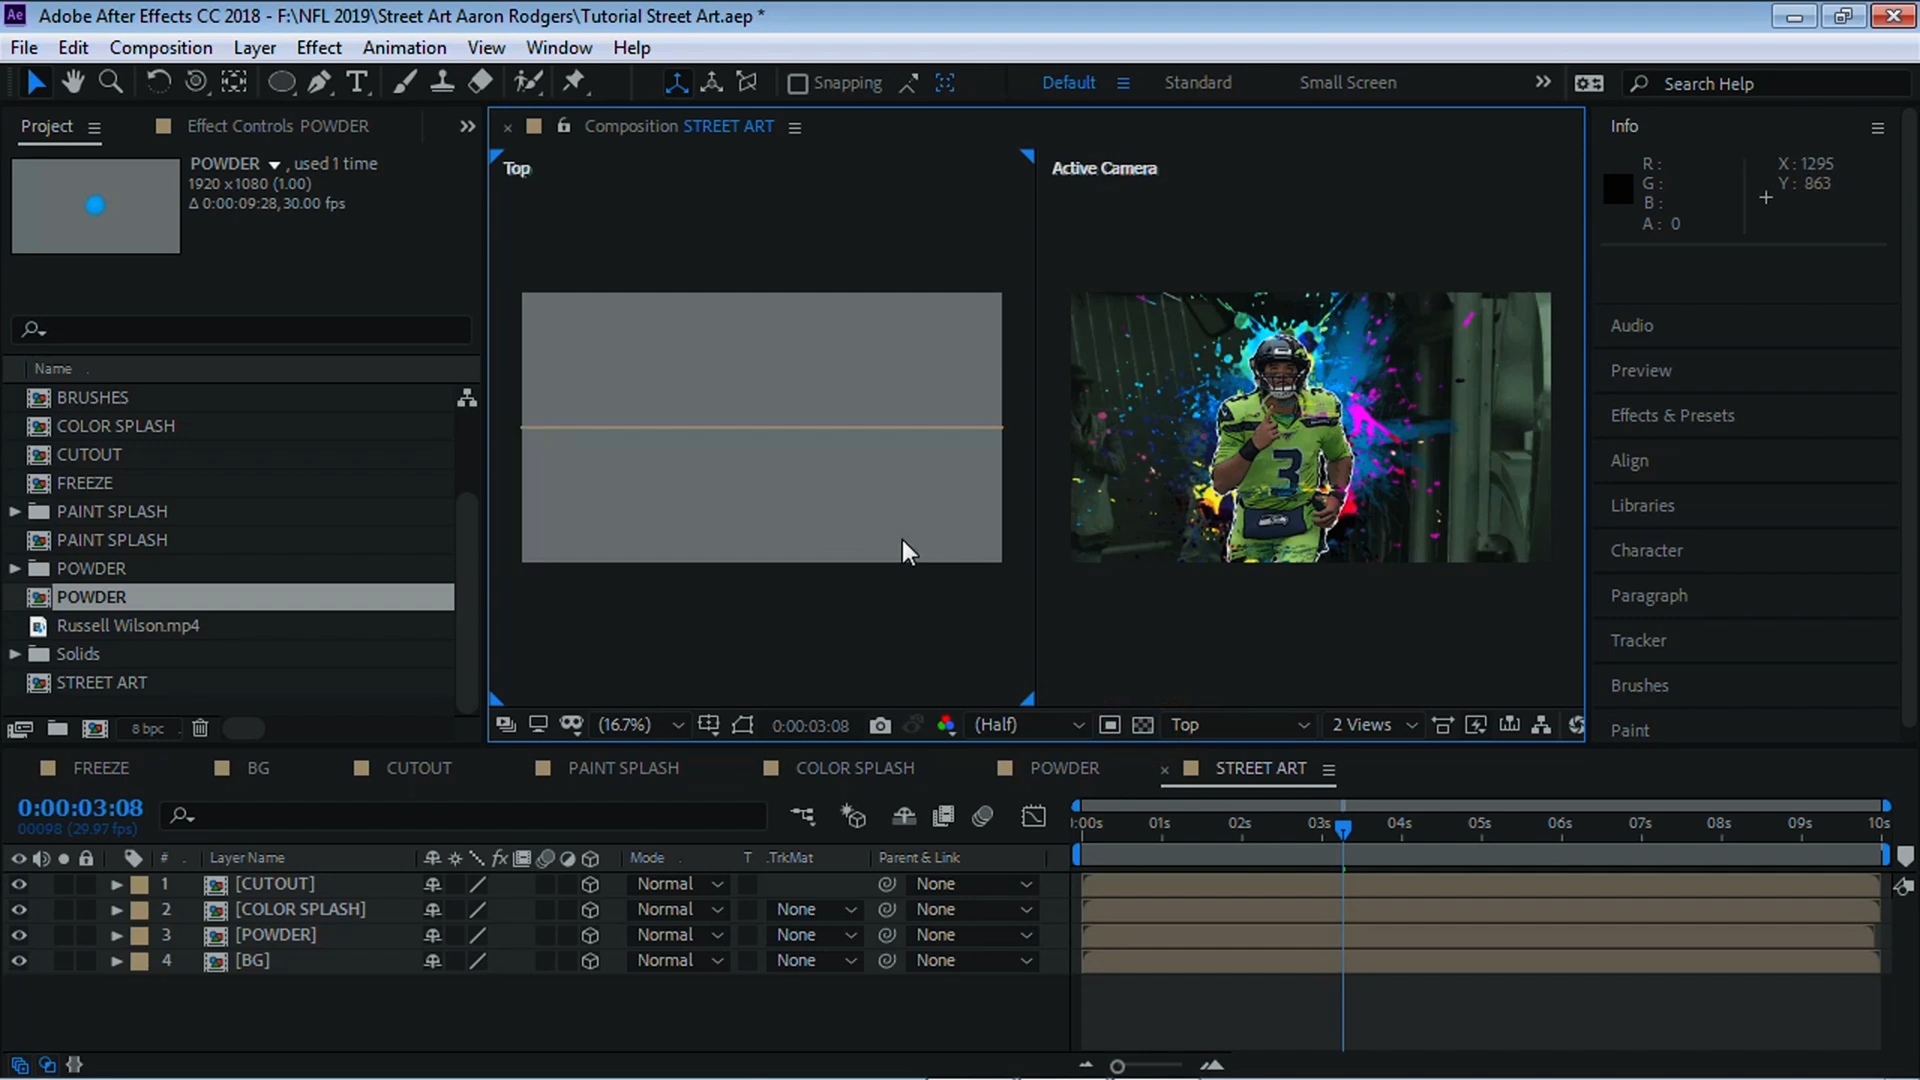 Ae Adobe After Effects CC 2018 - F:\NFL 2019\Street Art Aaron Rodgers\Tutorial Street Art.aep *
File Edit Composition Layer Effect Animation View Window Help
T Snapping Default Standard Small Screen Search Help
Project Effect Controls POWDER
Composition STREET ART
Info
POWDER , used 1 time
1920 x1080 (1.00)
Δ 0:00:09:28, 30.00 fps
Top
Active Camera
R :
G :
B :
A : 0
X : 1295
Y : 863
Audio
Preview
Effects & Presets
Align
Libraries
Character
Paragraph
Tracker
Brushes
Paint
Name
BRUSHES
COLOR SPLASH
CUTOUT
FREEZE
PAINT SPLASH
PAINT SPLASH
POWDER
POWDER
Russell Wilson.mp4
Solids
STREET ART
3
8 bpc
(16.7%) 0:00:03:08 (Half) Top 2 Views
FREEZE BG CUTOUT PAINT SPLASH COLOR SPLASH POWDER STREET ART
0:00:03:08
00098 (29.97 fps)
:00s 01s 02s 03s 04s 05s 06s 07s 08s 09s 10s
# Layer Name fx Mode T .TrkMat Parent & Link
1 [CUTOUT] Normal None
2 [COLOR SPLASH] Normal None None
3 [POWDER] Normal None None
4 [BG] Normal None None